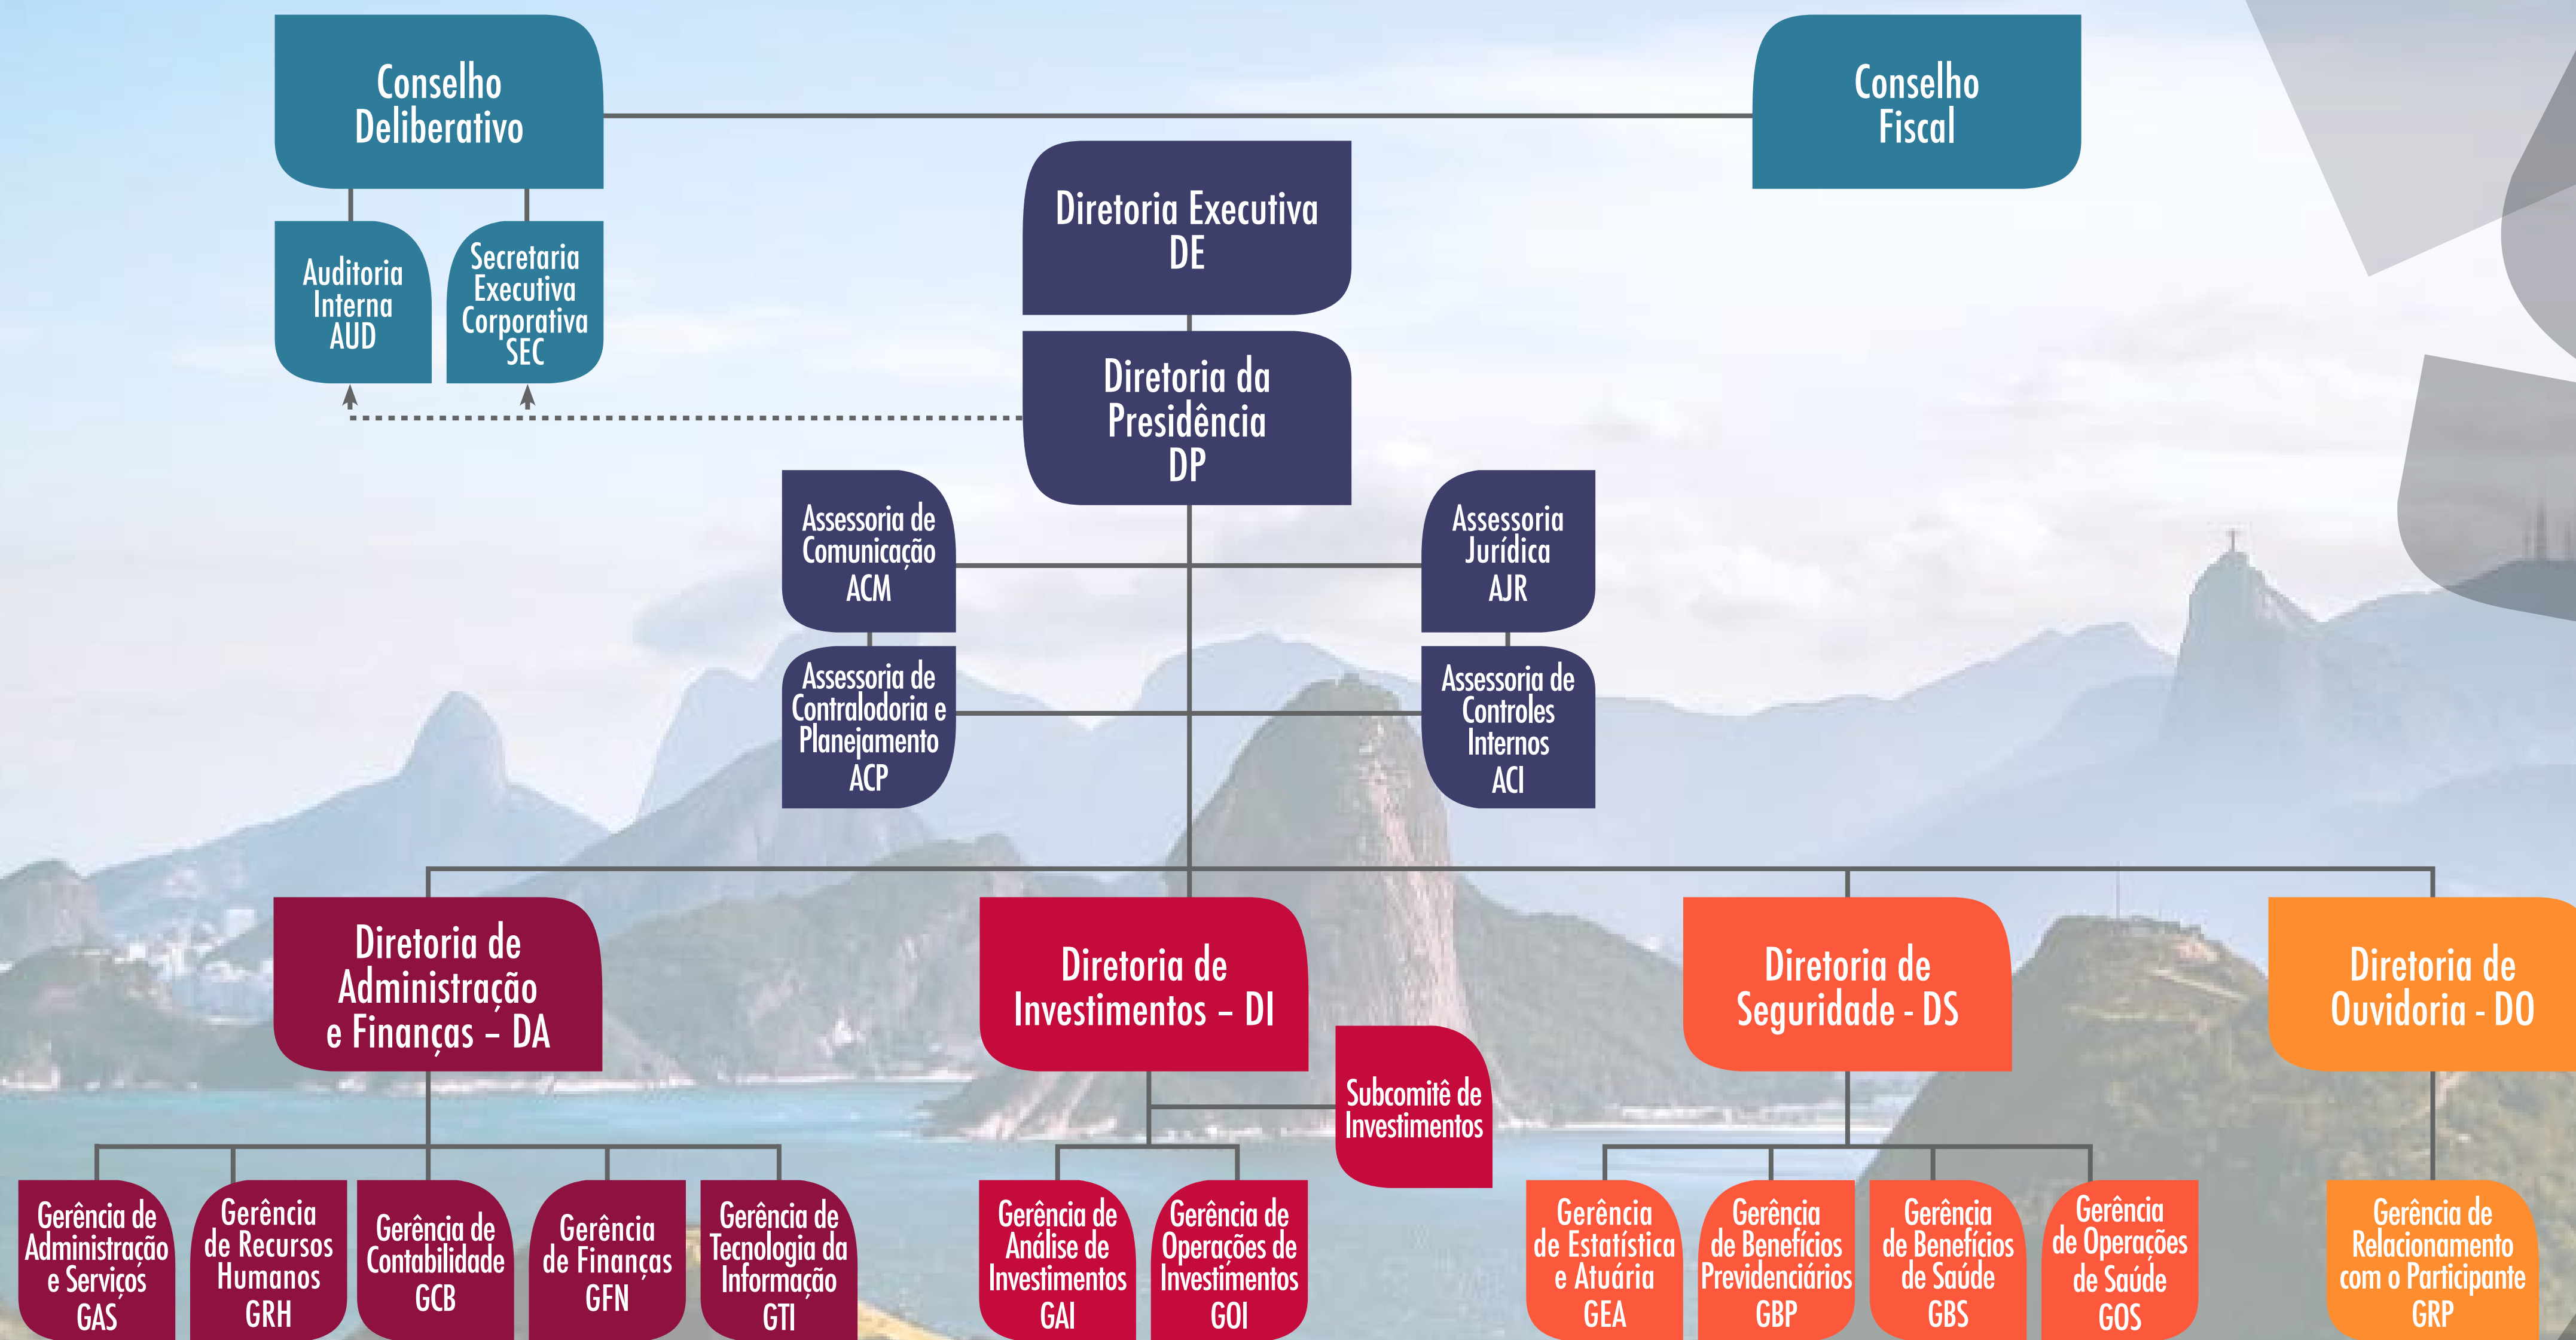 Conselho
Deliberativo
Conselho
Fiscal
Diretoria Executiva
DE
Auditoria
Interna
AUD
Secretaria
Executiva
Corporativa
SEC
Diretoria da
Presidência
DP
Assessoria de
Comunicação
ACM
Assessoria
Jurídica
AJR
Assessoria de
Contralodoria e
Planejamento
ACP
Assessoria de
Controles
Internos
ACI
Diretoria de
Administração
e Finanças – DA
Diretoria de
Investimentos – DI
Diretoria de
Seguridade - DS
Diretoria de
Ouvidoria - DO
Subcomitê de
Investimentos
Gerência de
Administração
e Serviços
GAS
Gerência
de Recursos
Humanos
GRH
Gerência de
Contabilidade
GCB
Gerência
de Finanças
GFN
Gerência de
Tecnologia da
Informação
GTI
Gerência de
Análise de
Investimentos
GAI
Gerência de
Operações de
Investimentos
GOI
Gerência
de Estatística
e Atuária
GEA
Gerência
de Benefícios
Previdenciários
GBP
Gerência
de Benefícios
de Saúde
GBS
Gerência
de Operações
de Saúde
GOS
Gerência de
Relacionamento
com o Participante
GRP